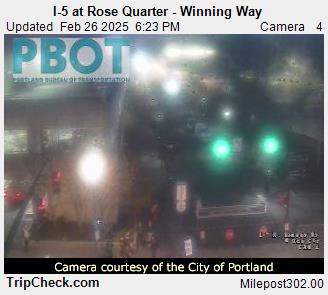 I-5 at Rose Quarter - Winning Way
Updated Feb 26 2025 6:23 PM Camera 4
PBOT
PORTLAND BUREAU OF TRANSPORTATION
Camera courtesy of the City of Portland
TripCheck.com Milepost302.00